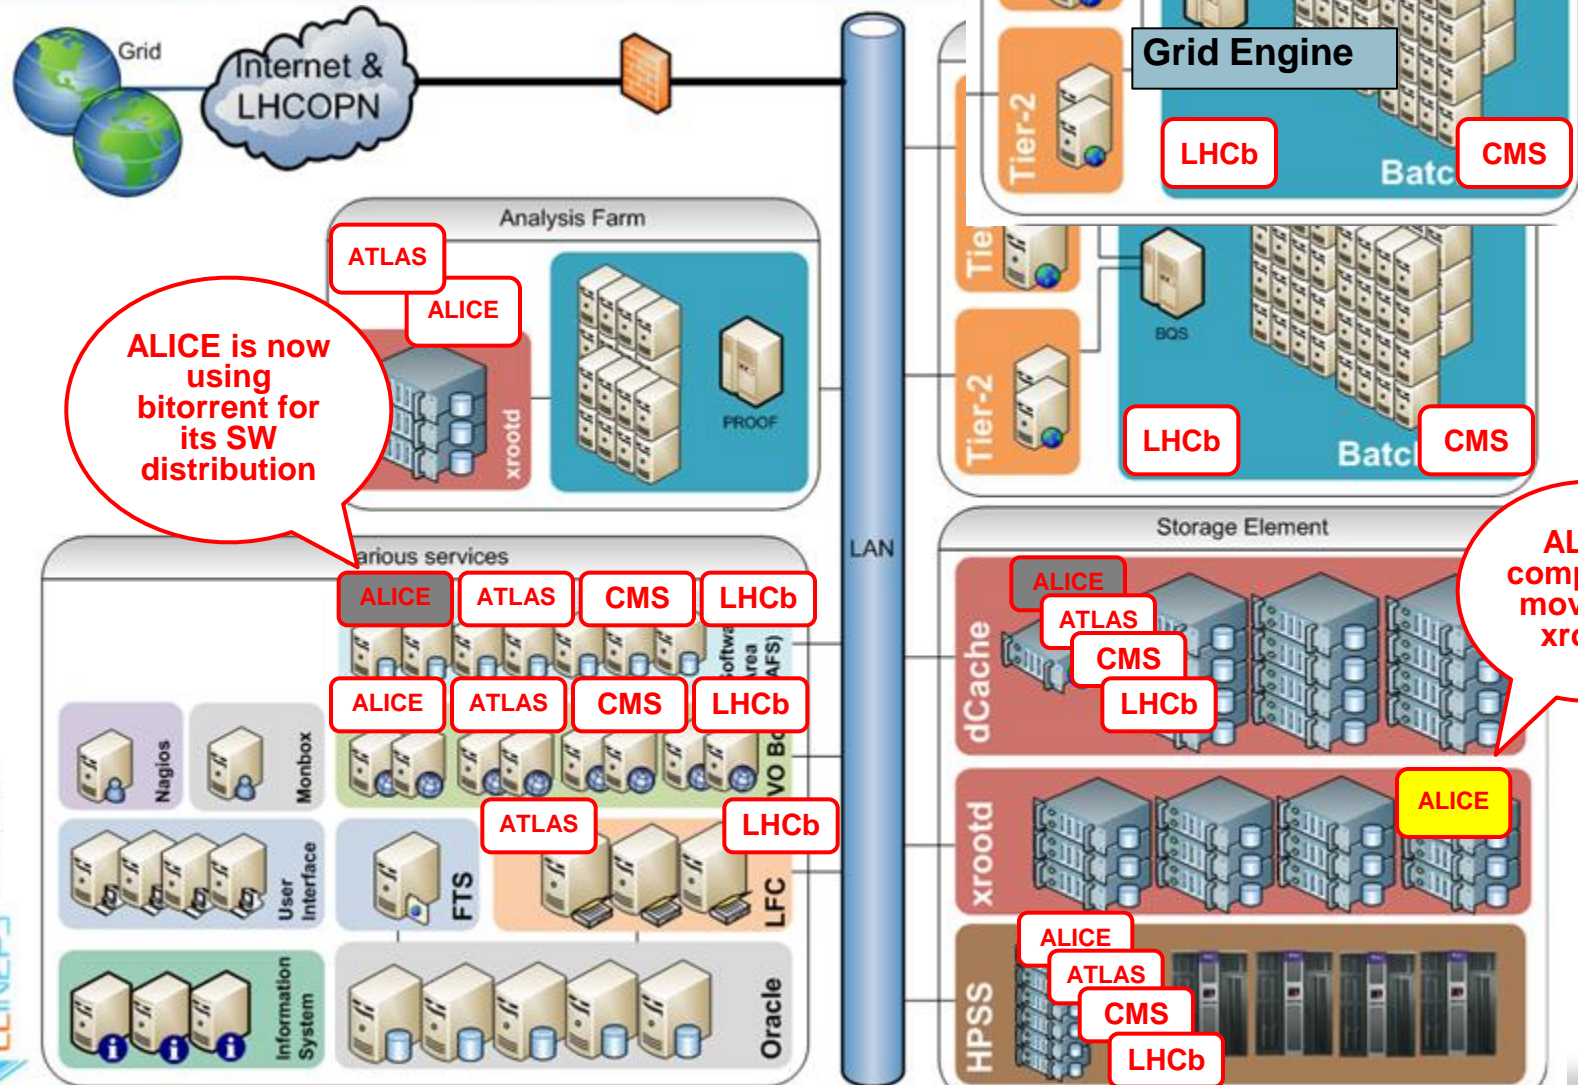 Grid
Internet &
LHCOPN
Grid Engine
Tier-2
LHCb
CMS
Analysis Farm
ATLAS
ALICE
xrootd
PROOF
ALICE is now
using
bitorrent for
its SW
distribution
BQS
Tier-2
LHCb
CMS
LAN
services
ALICE
ATLAS
CMS
LHCb
Area
ALICE
ATLAS
CMS
LHCb
VO
Nagios
Monbox
ATLAS
LHCb
User
Interface
FTS
LFC
Information
System
Oracle
Storage Element
ALICE
ATLAS
CMS
LHCb
dCache
xrootd
ALICE
HPSS
ALICE
ATLAS
CMS
LHCb